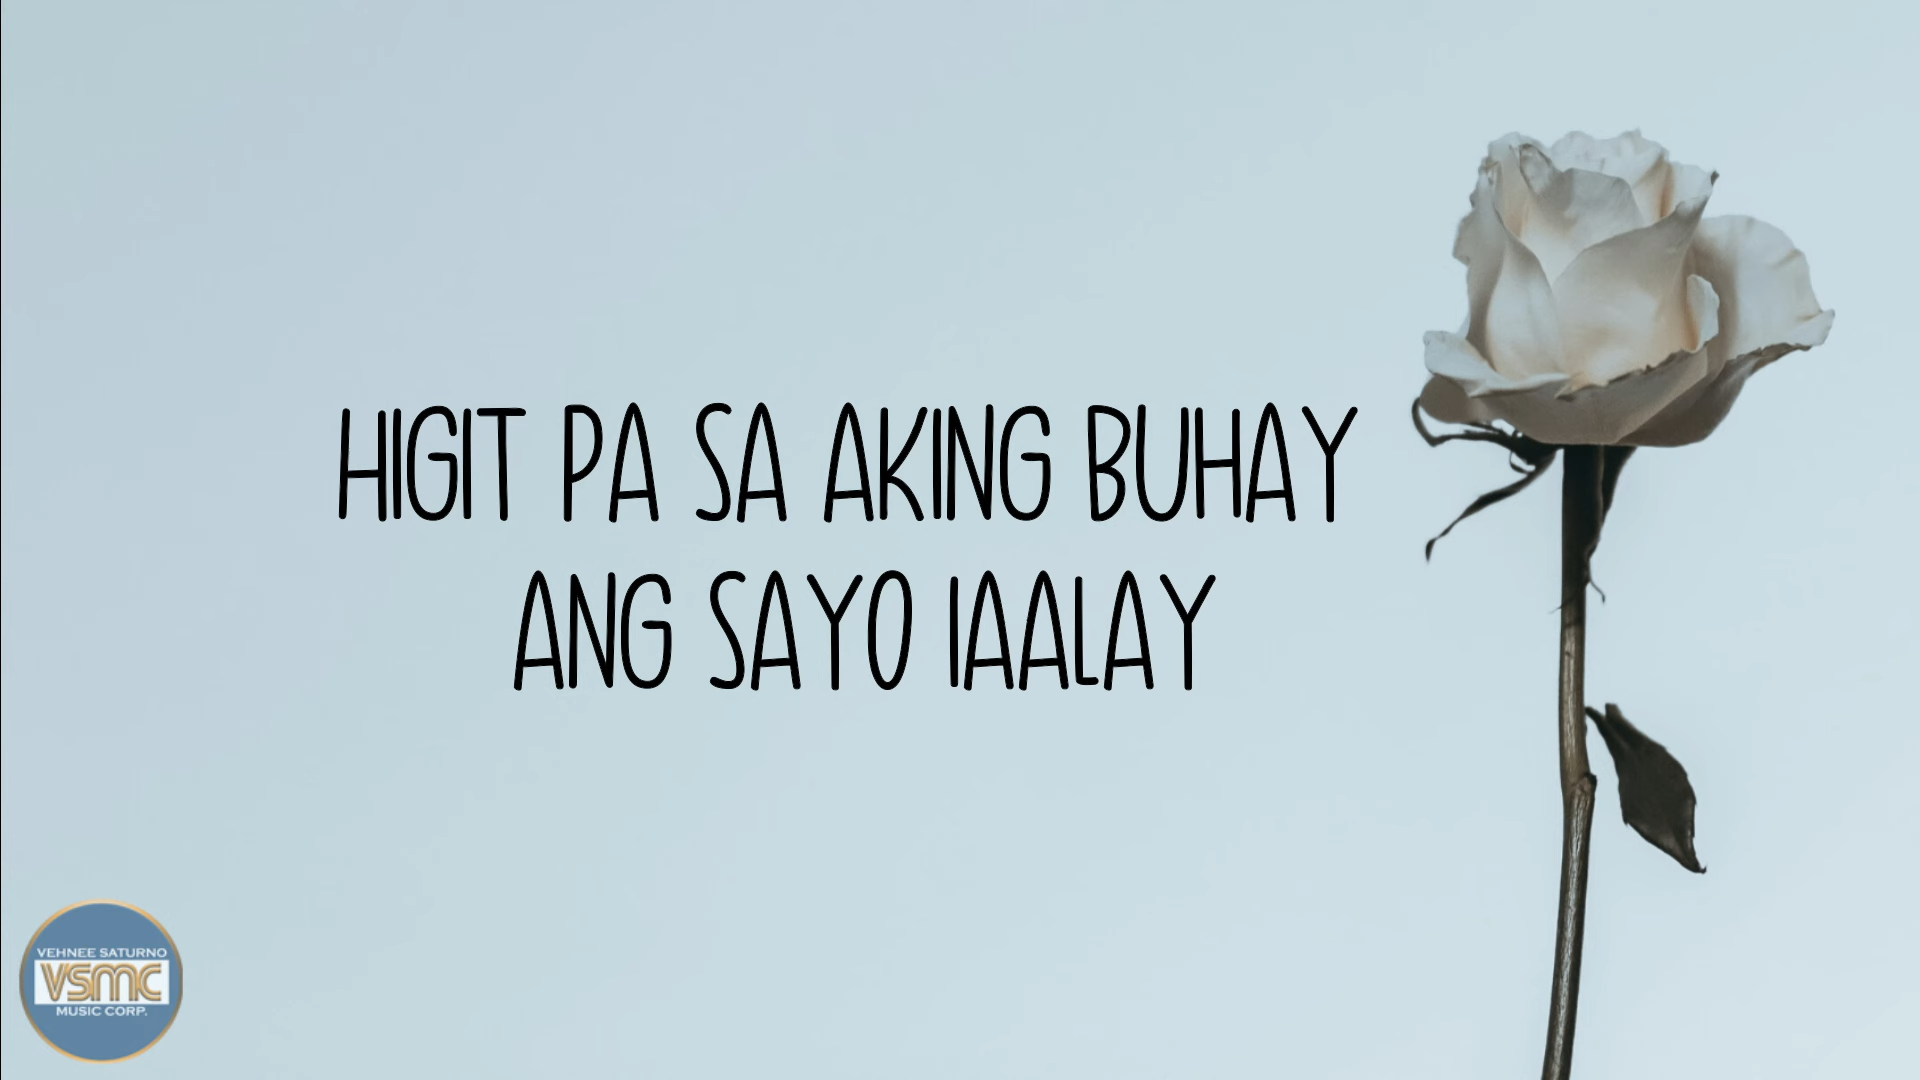 HIGIT PA SA AKING BUHAY
ANG SAYO IAALAY
VEHNEE SATURNO
VSMC
MUSIC CORP.